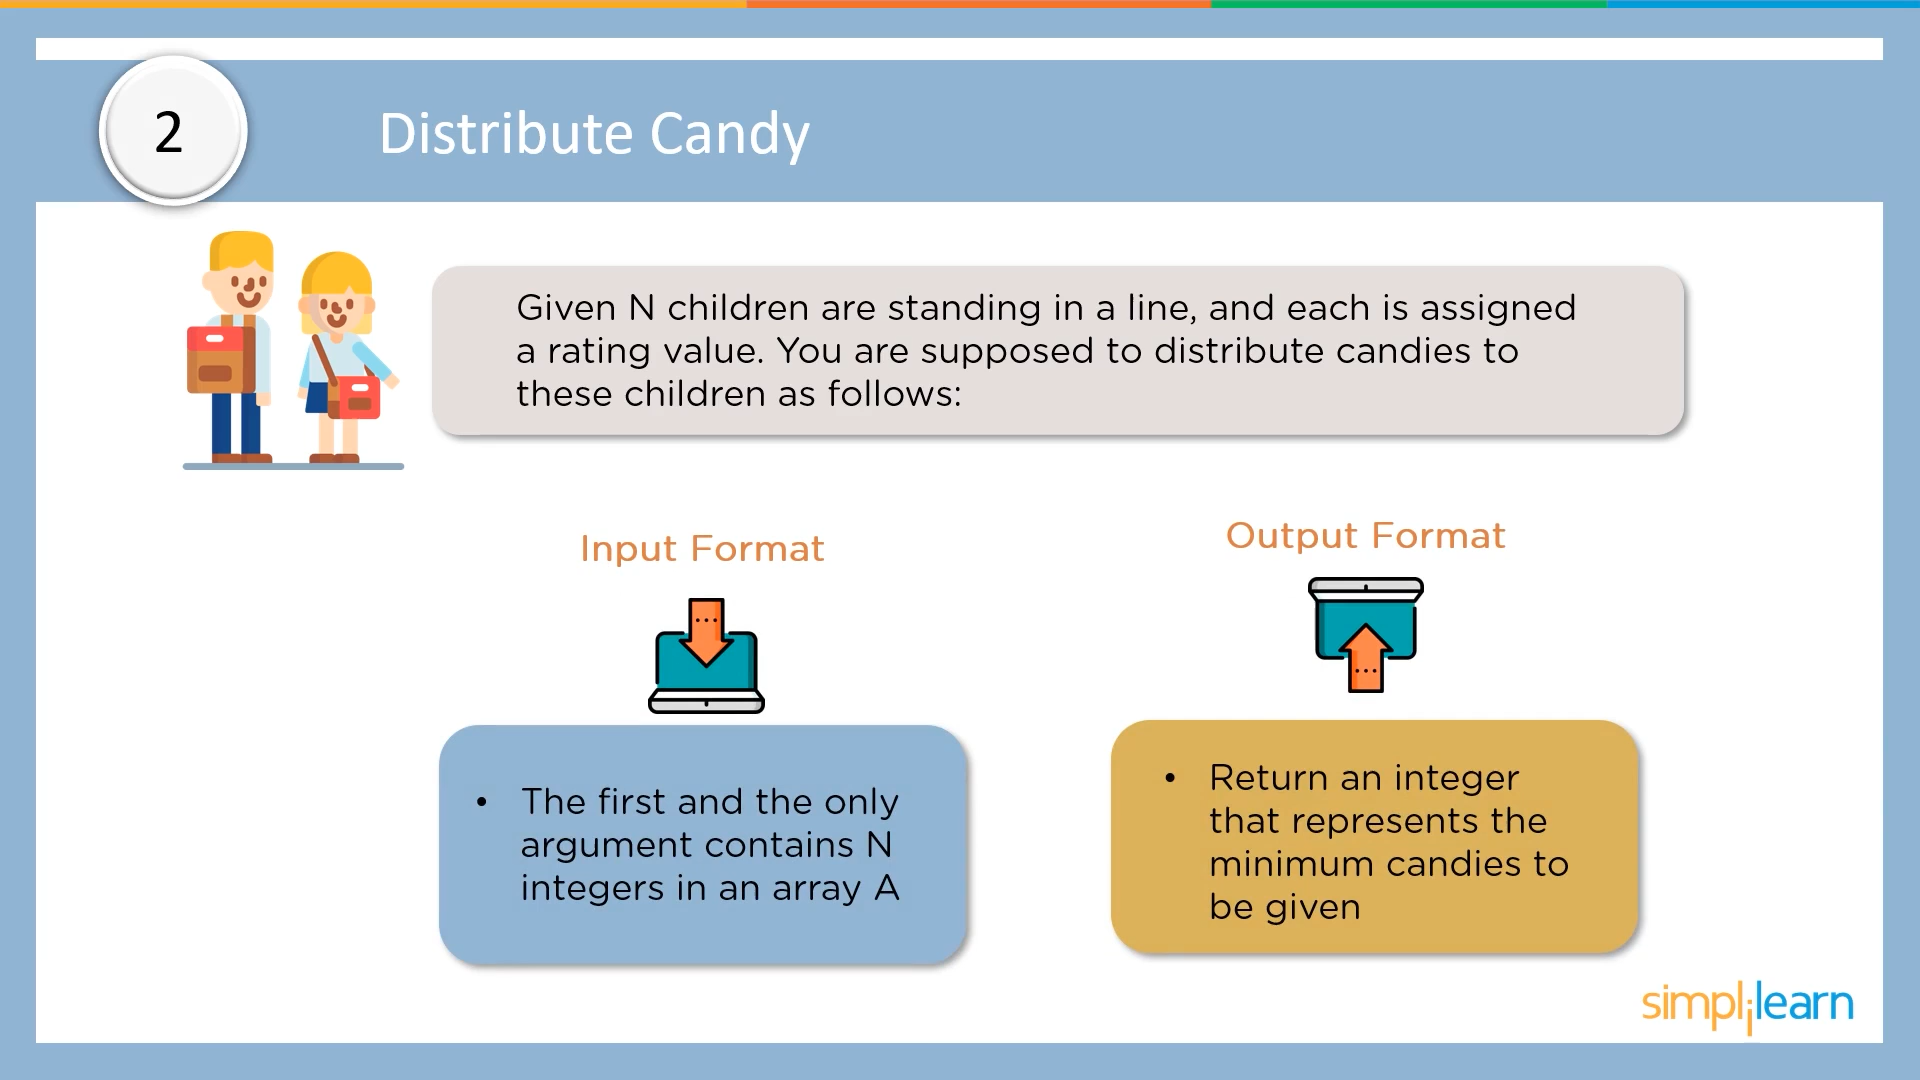 2
Distribute Candy
Given N children are standing in a line, and each is assigned
a rating value. You are supposed to distribute candies to
these children as follows:
Input Format
Output Format
• The first and the only
argument contains N
integers in an array A
• Return an integer
that represents the
minimum candies to
be given
simplilearn